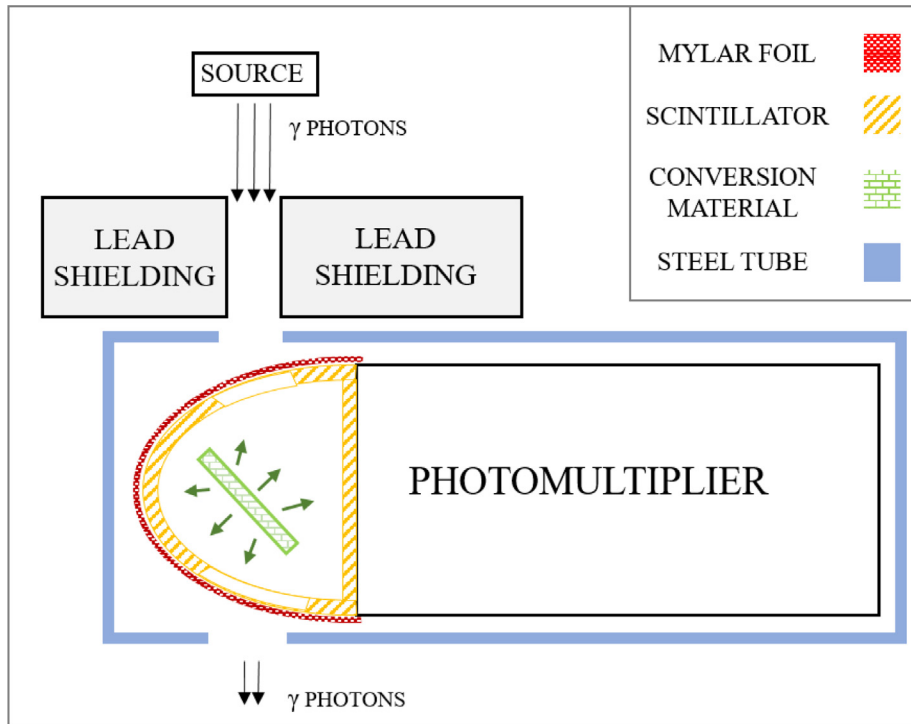 SOURCE
γ PHOTONS
LEAD
SHIELDING
LEAD
SHIELDING
MYLAR FOIL
SCINTILLATOR
CONVERSION
MATERIAL
STEEL TUBE
PHOTOMULTIPLIER
γ PHOTONS